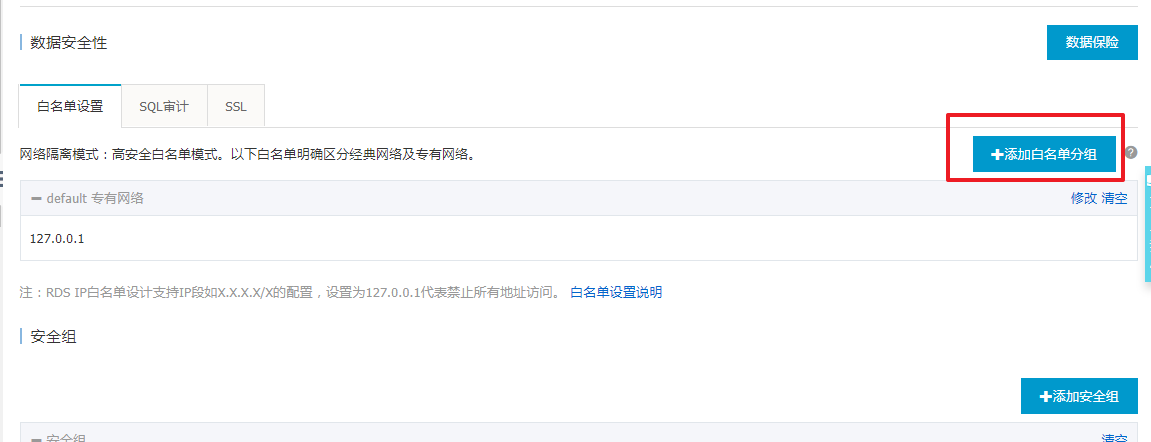 数据安全性
数据保险
白名单设置 SQL审计 SSL
网络隔离模式：高安全白名单模式。以下白名单明确区分经典网络及专有网络。
添加白名单分组
default 专有网络 修改 清空
127.0.0.1
注：RDS IP白名单设计支持IP段如X.X.X.X/X的配置，设置为127.0.0.1代表禁止所有地址访问。 白名单设置说明
安全组
添加安全组
安全组 清空